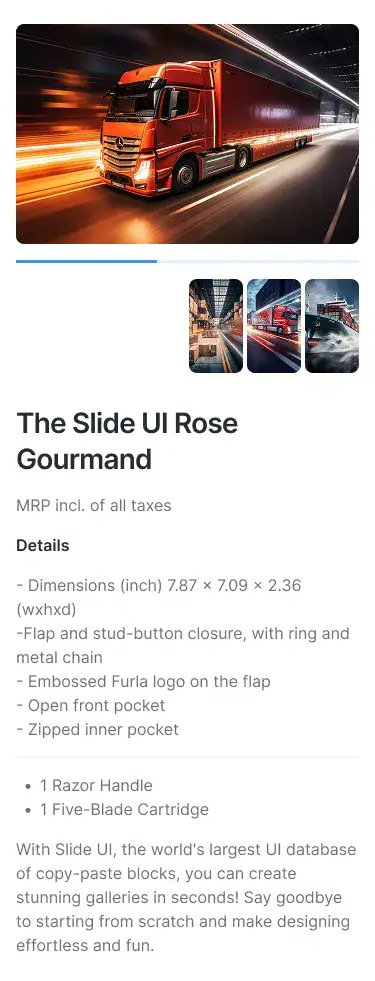 The Slide UI Rose
Gourmand
MRP incl. of all taxes
Details
- Dimensions (inch) 7.87 × 7.09 × 2.36
(wxhxd)
-Flap and stud-button closure, with ring and
metal chain
- Embossed Furla logo on the flap
- Open front pocket
- Zipped inner pocket
• 1 Razor Handle
• 1 Five-Blade Cartridge
With Slide UI, the world's largest UI database
of copy-paste blocks, you can create
stunning galleries in seconds! Say goodbye
to starting from scratch and make designing
effortless and fun.